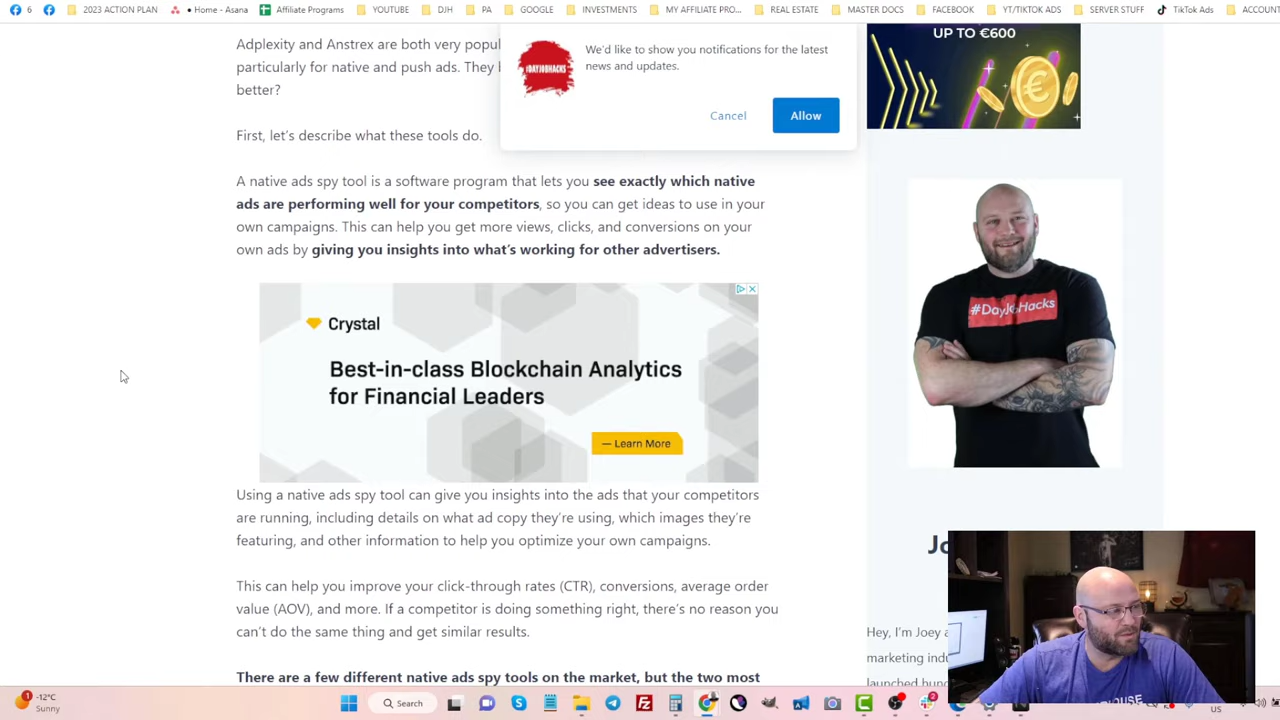 6
2023 ACTION PLAN
• Home - Asana
Affiliate Programs
YOUTUBE
DJH
PA
GOOGLE
INVESTMENTS
MY AFFILIATE PRO...
REAL ESTATE
MASTER DOCS
FACEBOOK
YT/TIKTOK ADS
SERVER STUFF
TikTok Ads
ACCOUNT
Adplexity and Anstrex are both very popul
particularly for native and push ads. They b
better?
First, let's describe what these tools do.
#DAYJOBHACKS
We'd like to show you notifications for the latest
news and updates.
Cancel
Allow
UP TO €600
A native ads spy tool is a software program that lets you see exactly which native
ads are performing well for your competitors, so you can get ideas to use in your
own campaigns. This can help you get more views, clicks, and conversions on your
own ads by giving you insights into what's working for other advertisers.
Crystal
Best-in-class Blockchain Analytics
for Financial Leaders
— Learn More
#DayJobHacks
Using a native ads spy tool can give you insights into the ads that your competitors
are running, including details on what ad copy they're using, which images they're
featuring, and other information to help you optimize your own campaigns.
This can help you improve your click-through rates (CTR), conversions, average order
value (AOV), and more. If a competitor is doing something right, there's no reason you
can't do the same thing and get similar results.
There are a few different native ads spy tools on the market, but the two most
Jo
Hey, I'm Joey a
marketing indu
launched hund
-12°C
Sunny
Search
2
US